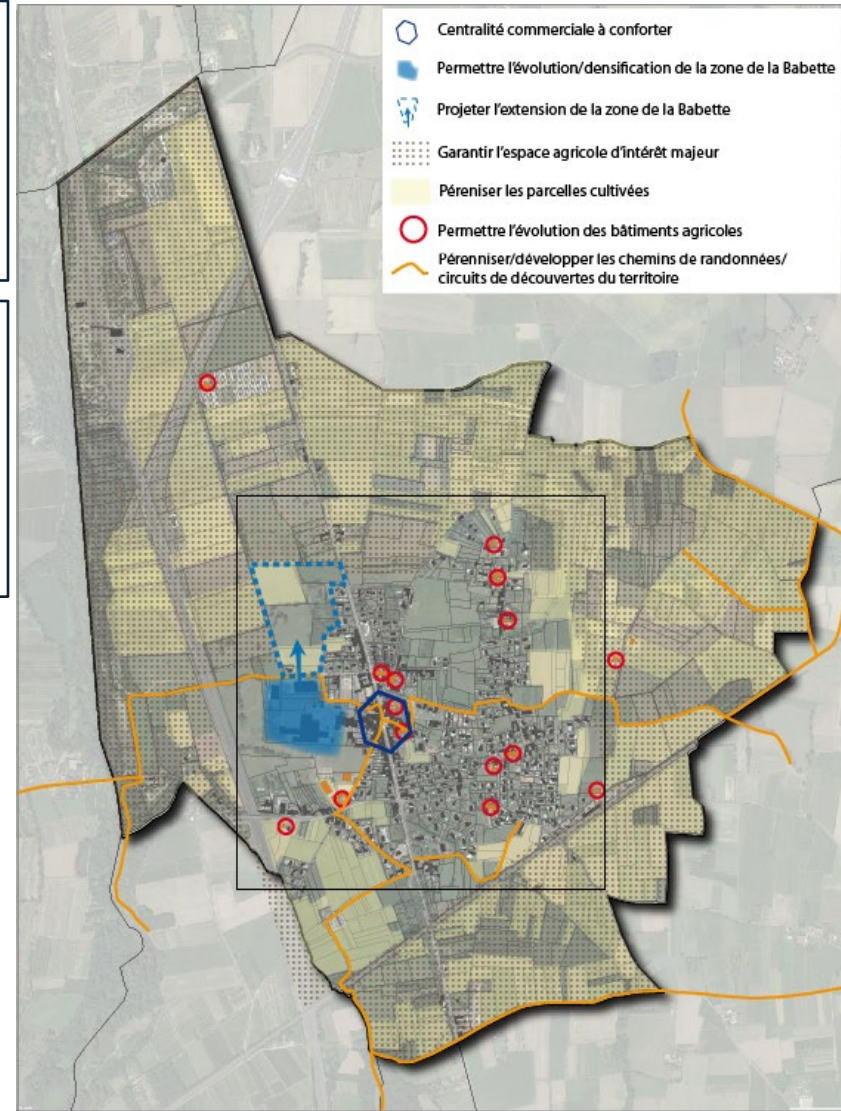 Centralité commerciale à conforter
Permettre l'évolution/densification de la zone de la Babette
Projeter l'extension de la zone de la Babette
Garantir l'espace agricole d'intérêt majeur
Péreniser les parcelles cultivées
Permettre l'évolution des bâtiments agricoles
Pérenniser/développer les chemins de randonnées/
circuits de découvertes du territoire